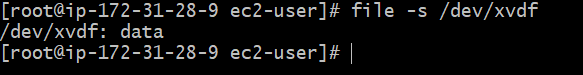 [root@ip-172-31-28-9 ec2-user]# file -s /dev/xvdf
/dev/xvdf: data
[root@ip-172-31-28-9 ec2-user]#